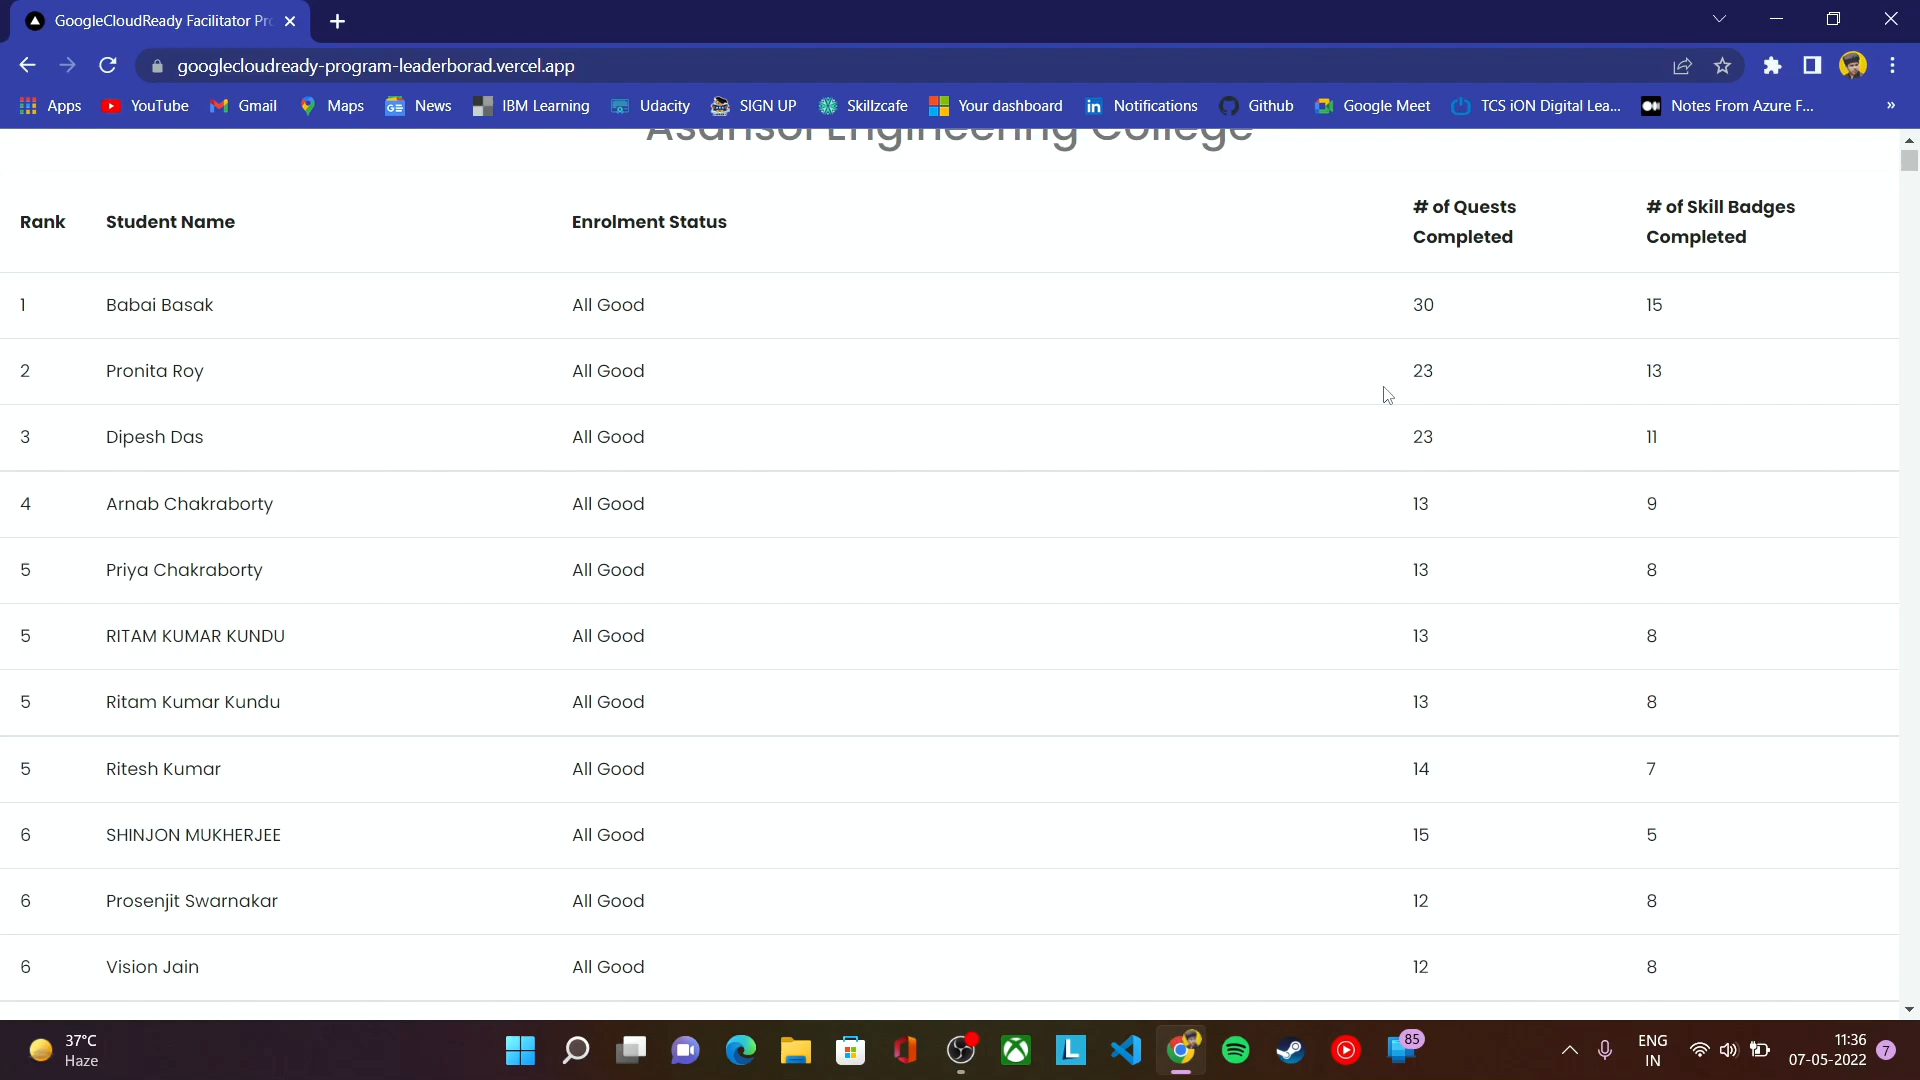 GoogleCloudReady Facilitator Pr
googlecloudready-program-leaderborad.vercel.app
Apps YouTube Gmail Maps News IBM Learning Udacity SIGN UP Skillzcafe Your dashboard Notifications Github Google Meet TCS iON Digital Lea... Notes From Azure F... »
Asansol Engineering College
Rank Student Name Enrolment Status # of Quests Completed # of Skill Badges Completed
1 Babai Basak All Good 30 15
2 Pronita Roy All Good 23 13
3 Dipesh Das All Good 23 11
4 Arnab Chakraborty All Good 13 9
5 Priya Chakraborty All Good 13 8
5 RITAM KUMAR KUNDU All Good 13 8
5 Ritam Kumar Kundu All Good 13 8
5 Ritesh Kumar All Good 14 7
6 SHINJON MUKHERJEE All Good 15 5
6 Prosenjit Swarnakar All Good 12 8
6 Vision Jain All Good 12 8
37°C
Haze
85
ENG
IN
11:36
07-05-2022
7